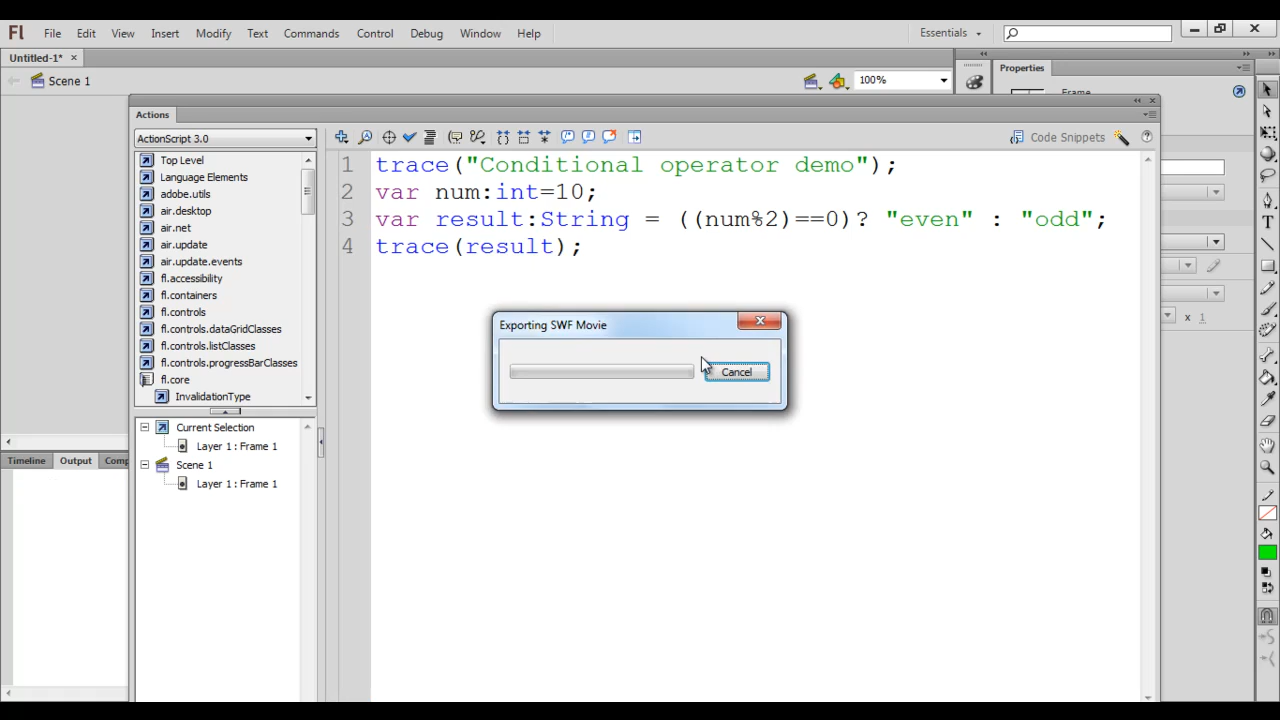 Fl File Edit View Insert Modify Text Commands Control Debug Window Help Essentials
Untitled-1* × Properties
Scene 1 100% Frame
Actions
ActionScript 3.0 Code Snippets
Top Level
Language Elements
adobe.utils
air.desktop
air.net
air.update
air.update.events
fl.accessibility
fl.containers
fl.controls
fl.controls.dataGridClasses
fl.controls.listClasses
fl.controls.progressBarClasses
fl.core
InvalidationType
1 trace("Conditional operator demo");
2 var num:int=10;
3 var result:String = ((num%2)==0)? "even" : "odd";
4 trace(result);
Exporting SWF Movie
Cancel
x 1
Current Selection
Layer 1 : Frame 1
Scene 1
Layer 1 : Frame 1
Timeline Output Comp